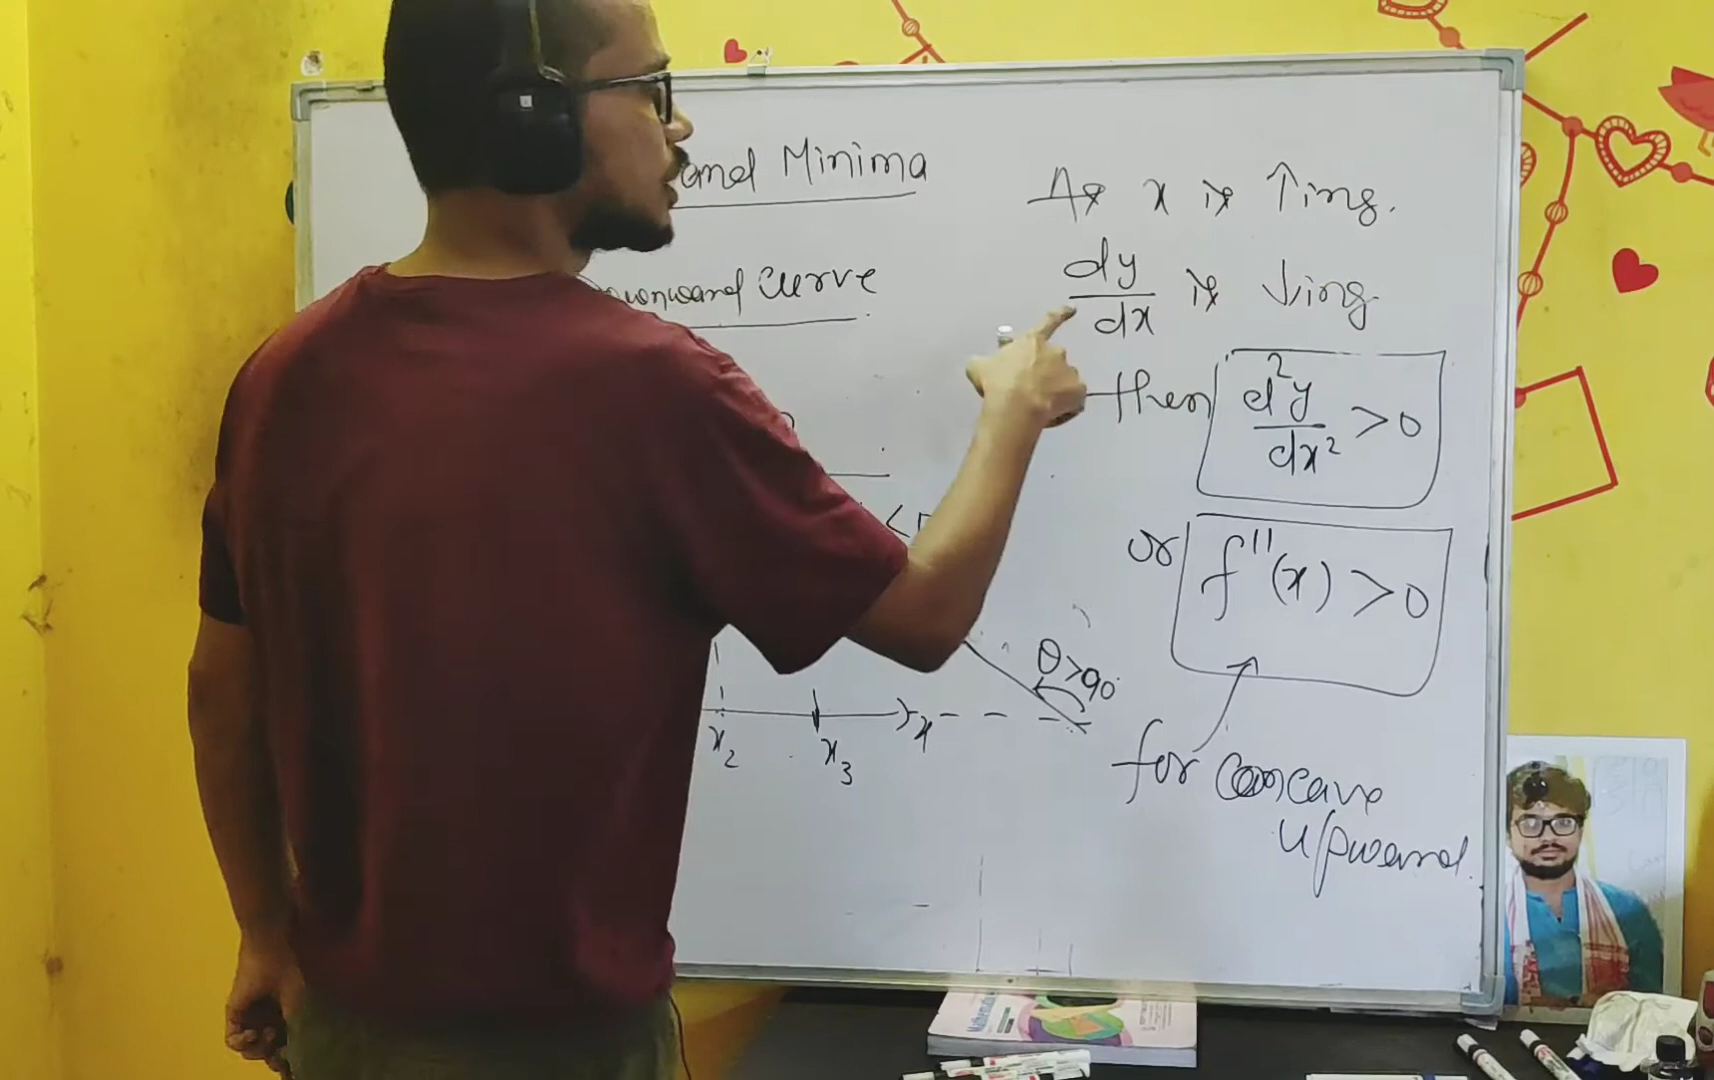 and Minima
Curve
As x is ↑ing.
dy/dx is ↓ing.
then d²y/dx² > 0
or f''(x) > 0
θ>90°
x₂ x₃ x
for concave
upward.
Mathematics